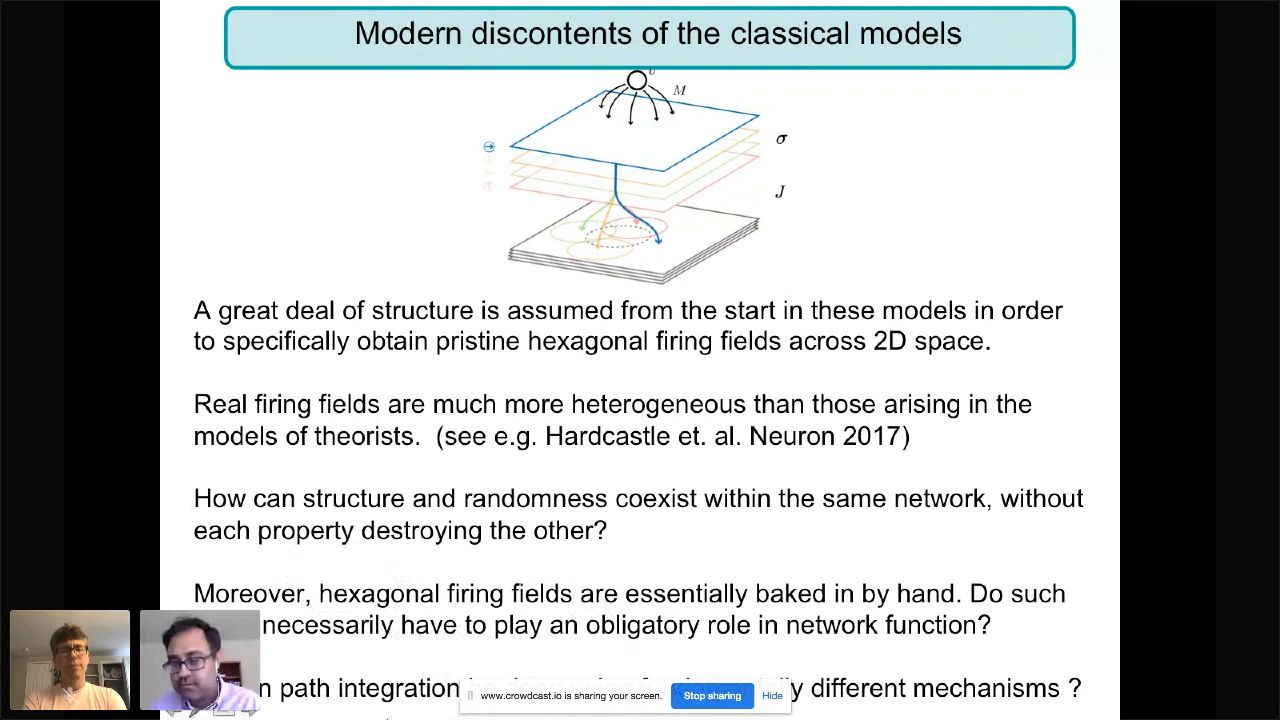 Modern discontents of the classical models
υ
M
σ
J
A great deal of structure is assumed from the start in these models in order
to specifically obtain pristine hexagonal firing fields across 2D space.
Real firing fields are much more heterogeneous than those arising in the
models of theorists. (see e.g. Hardcastle et. al. Neuron 2017)
How can structure and randomness coexist within the same network, without
each property destroying the other?
Moreover, hexagonal firing fields are essentially baked in by hand. Do such
necessarily have to play an obligatory role in network function?
path integration different mechanisms ?
www.crowdcast.io is sharing your screen. Stop sharing Hide